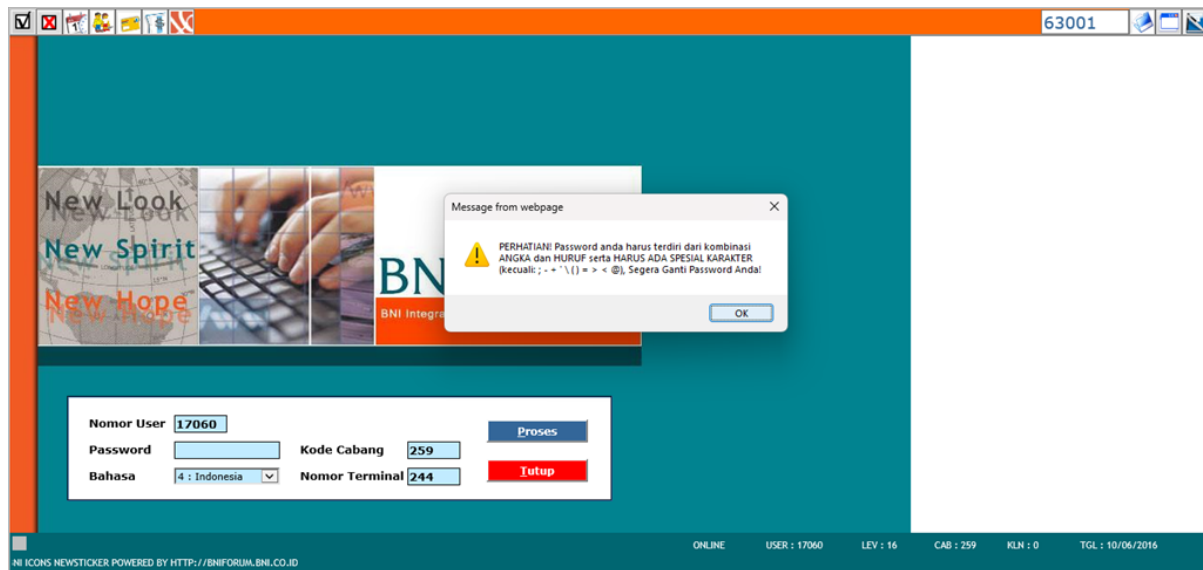 63001
New Look
New Spirit
New Hope
BN
BNI Integra
Message from webpage
PERHATIAN! Password anda harus terdiri dari kombinasi
ANGKA dan HURUF serta HARUS ADA SPESIAL KARAKTER
(kecuali: ; - + ` \ ( ) = > < @), Segera Ganti Password Anda!
OK
Nomor User 17060
Proses
Password Kode Cabang 259
Bahasa 4 : Indonesia Nomor Terminal 244
Tutup
ONLINE USER : 17060 LEV : 16 CAB : 259 KLN : 0 TGL : 10/06/2016
NI ICONS NEWSTICKER POWERED BY HTTP://BNIFORUM.BNI.CO.ID